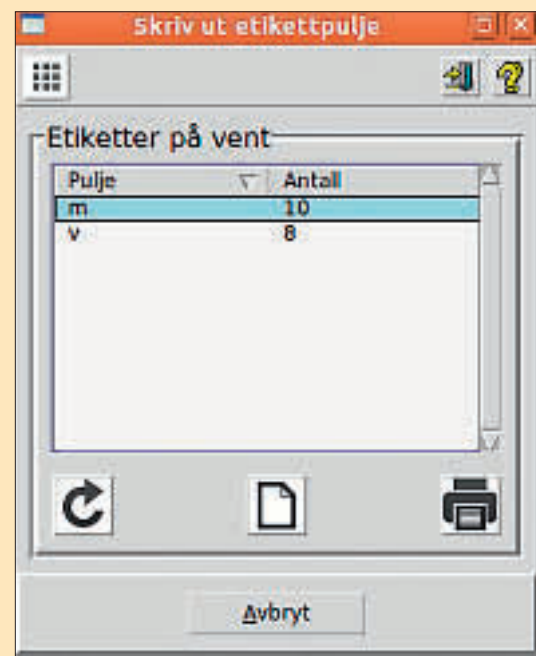 Skriv ut etikettpulje
Etiketter på vent
Pulje Antall
m 10
v 8
Avbryt